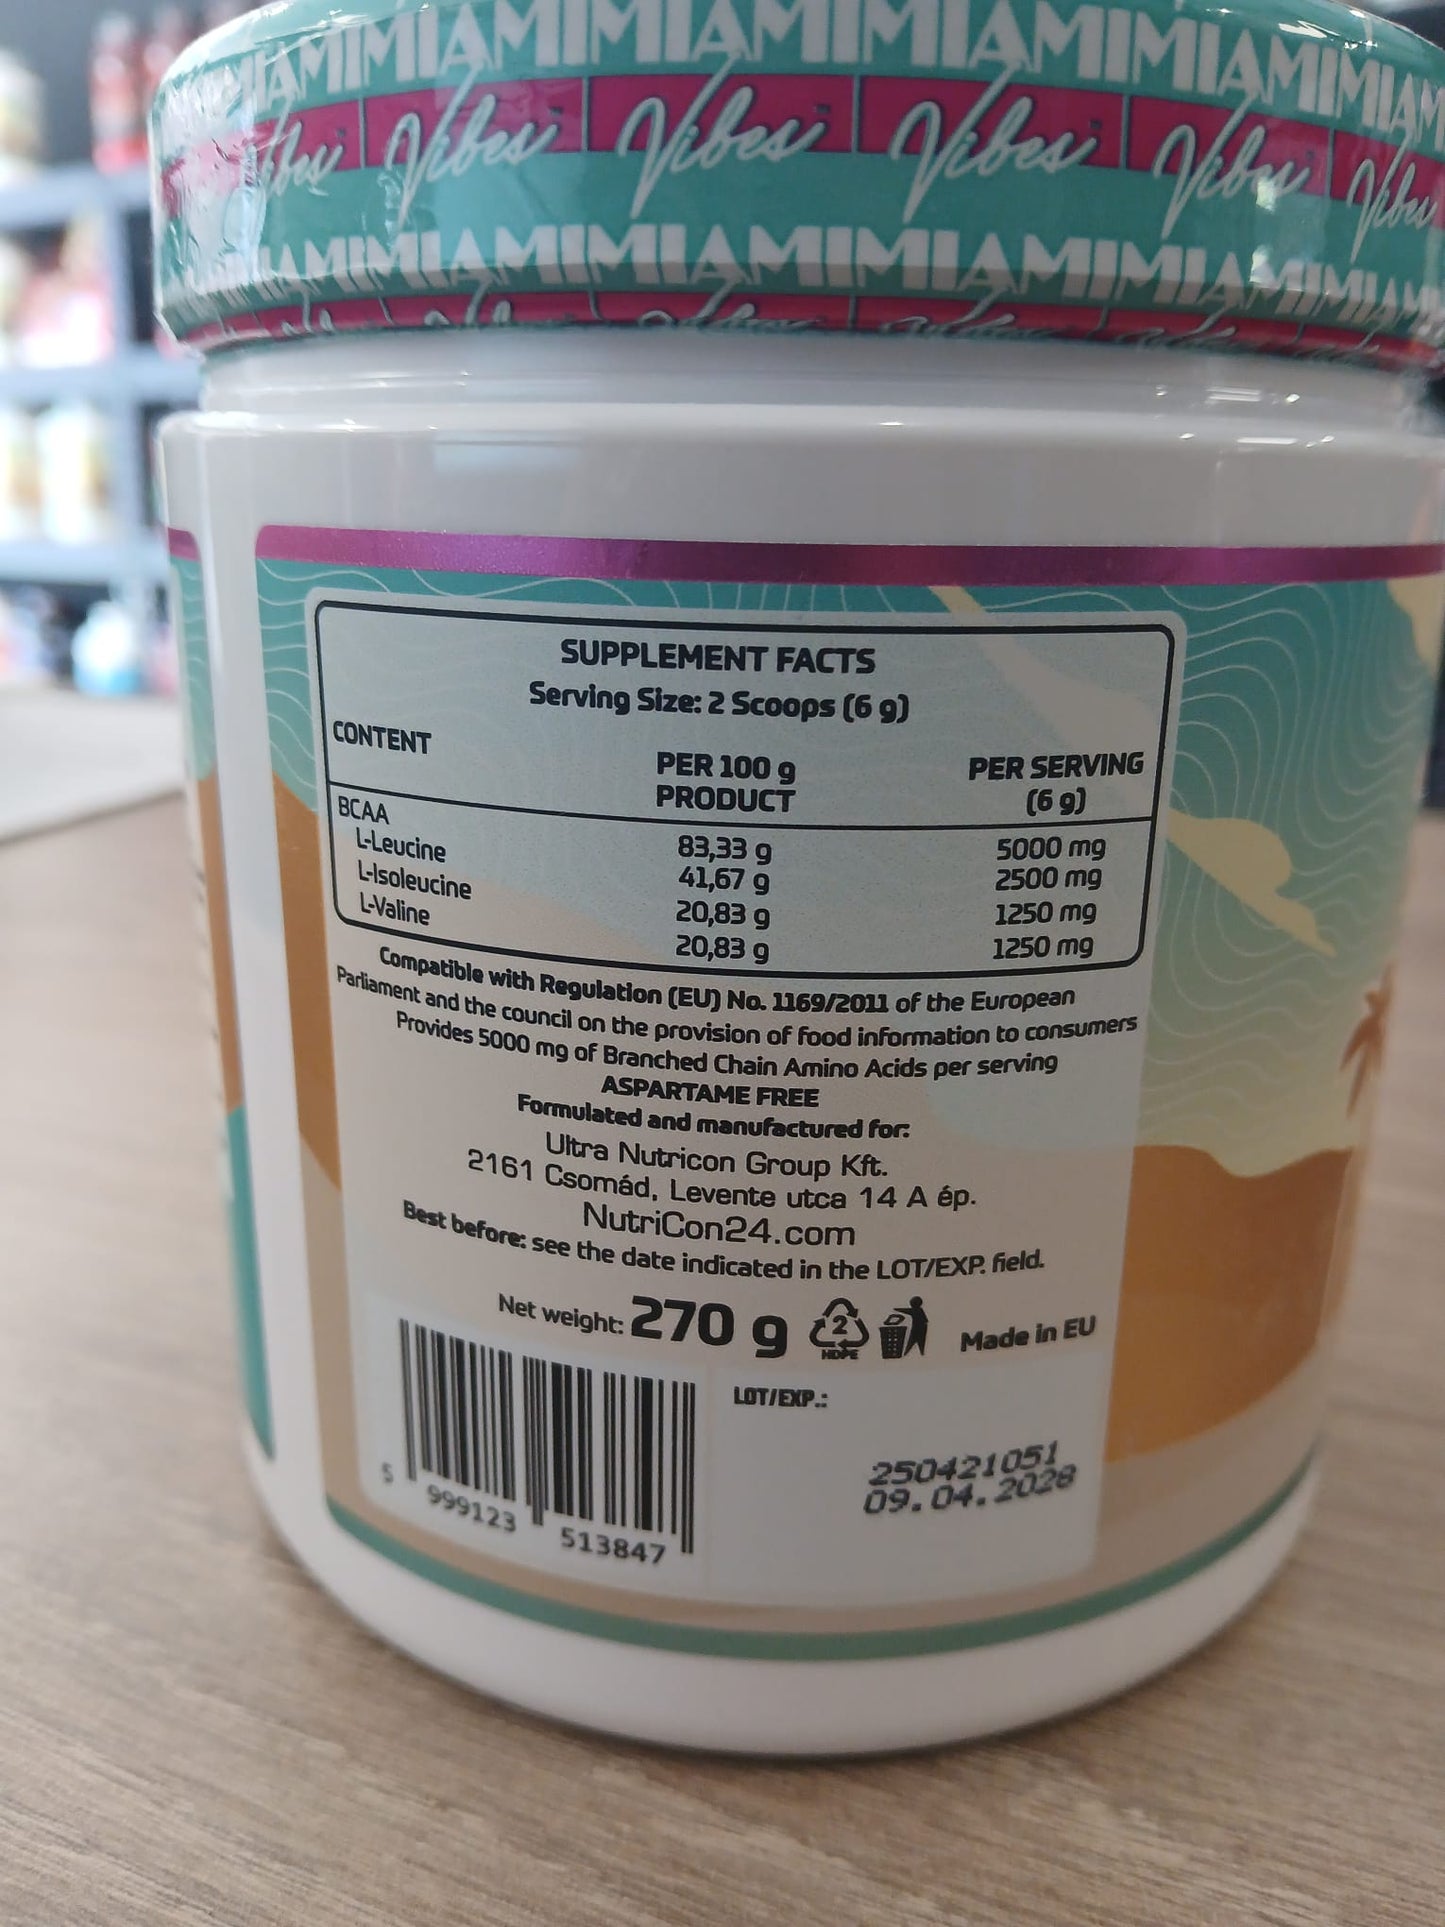 MIAMIMIAMIMIAMIMIAMIMIAM
Vibes Vibes Vibes Vibes Vibes
MIAMIMIAMIMIAMIMIAMIMIAMI
SUPPLEMENT FACTS
Serving Size: 2 Scoops (6 g)
CONTENT PER 100 g PRODUCT PER SERVING (6 g)
BCAA 83,33 g 5000 mg
L-Leucine 41,67 g 2500 mg
L-Isoleucine 20,83 g 1250 mg
L-Valine 20,83 g 1250 mg
Compatible with Regulation (EU) No. 1169/2011 of the European
Parliament and the council on the provision of food information to consumers
Provides 5000 mg of Branched Chain Amino Acids per serving
ASPARTAME FREE
Formulated and manufactured for:
Ultra Nutricon Group Kft.
2161 Csomád, Levente utca 14 A ép.
NutriCon24.com
Best before: see the date indicated in the LOT/EXP. field.
Net weight: 270 g 2 HDPE Made in EU
LOT/EXP.:
250421051
09.04.2028
5 999123 513847